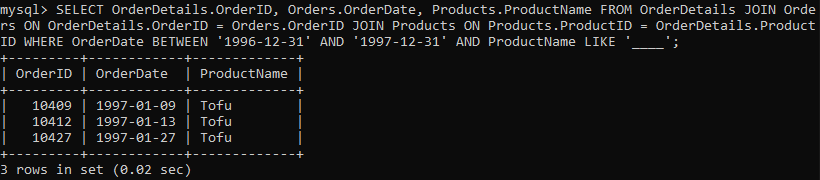 mysql> SELECT OrderDetails.OrderID, Orders.OrderDate, Products.ProductName FROM OrderDetails JOIN Orde
rs ON OrderDetails.OrderID = Orders.OrderID JOIN Products ON Products.ProductID = OrderDetails.Product
ID WHERE OrderDate BETWEEN '1996-12-31' AND '1997-12-31' AND ProductName LIKE '____';
+---------+------------+-------------+
| OrderID | OrderDate  | ProductName |
+---------+------------+-------------+
|   10409 | 1997-01-09 | Tofu        |
|   10412 | 1997-01-13 | Tofu        |
|   10427 | 1997-01-27 | Tofu        |
+---------+------------+-------------+
3 rows in set (0.02 sec)